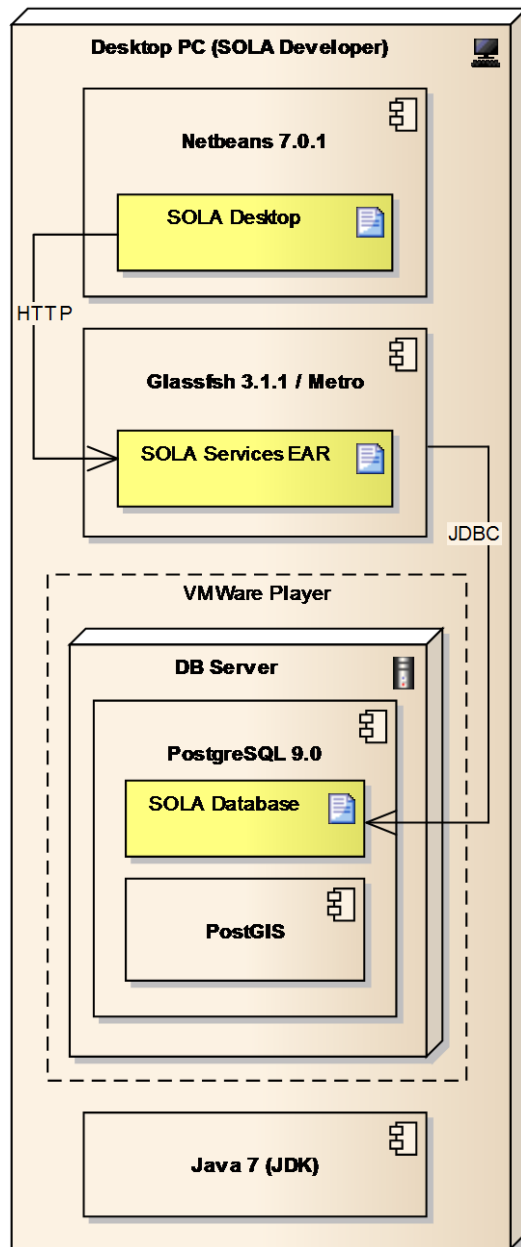 Desktop PC (SOLA Developer)
Netbeans 7.0.1
SOLA Desktop
HTTP
Glassfsh 3.1.1 / Metro
SOLA Services EAR
JDBC
VMWare Player
DB Server
PostgreSQL 9.0
SOLA Database
PostGIS
Java 7 (JDK)